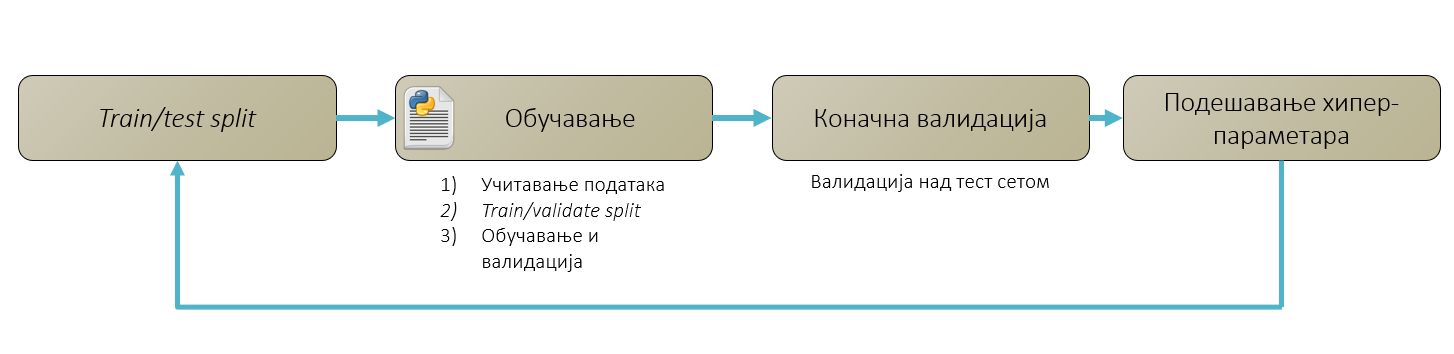 Train/test split
Обучавање
Коначна валидација
Подешавање хипер-
параметара
1) Учитавање података
2) Train/validate split
3) Обучавање и
валидација
Валидација над тест сетом